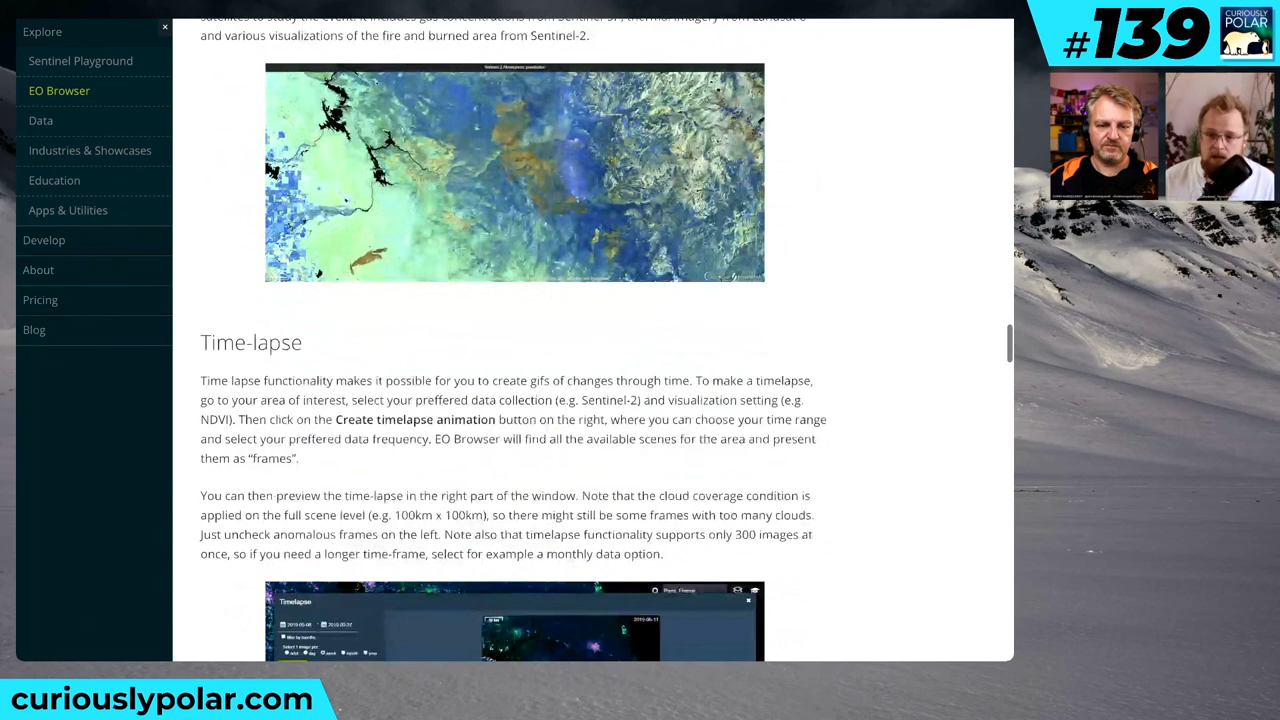 Explore
×
Sentinel Playground
EO Browser
Data
Industries & Showcases
Education
Apps & Utilities
Develop
About
Pricing
Blog
and various visualizations of the fire and burned area from Sentinel-2.
Time-lapse
Time lapse functionality makes it possible for you to create gifs of changes through time. To make a timelapse,
go to your area of interest, select your preffered data collection (e.g. Sentinel-2) and visualization setting (e.g.
NDVI). Then click on the Create timelapse animation button on the right, where you can choose your time range
and select your preffered data frequency. EO Browser will find all the available scenes for the area and present
them as “frames”.
You can then preview the time-lapse in the right part of the window. Note that the cloud coverage condition is
applied on the full scene level (e.g. 100km x 100km), so there might still be some frames with too many clouds.
Just uncheck anomalous frames on the left. Note also that timelapse functionality supports only 300 images at
once, so if you need a longer time-frame, select for example a monthly data option.
Paris, France
Timelapse
2019-05-11
#139
CURIOUSLY
POLAR
curiouslypolar.com